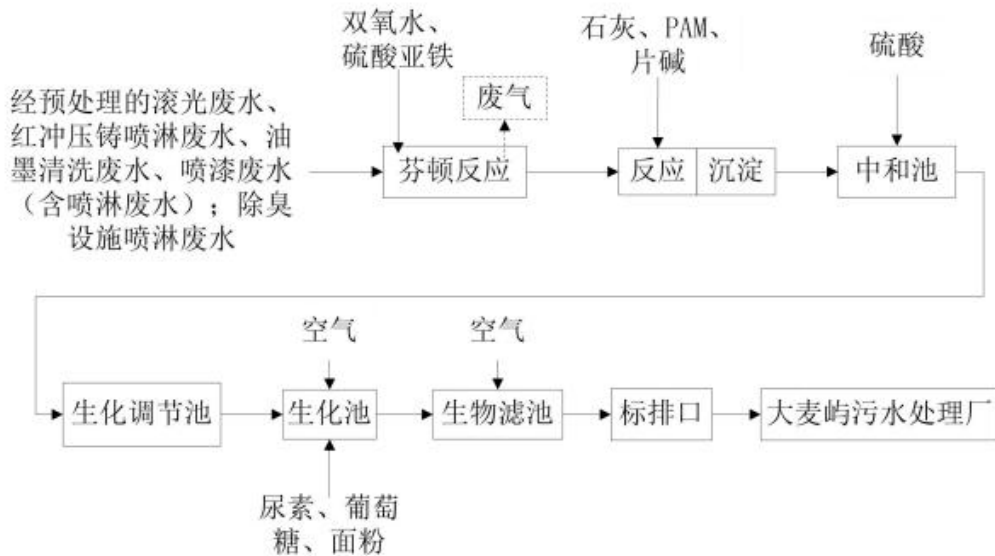 双氧水、
硫酸亚铁
石灰、PAM、
片碱
硫酸
废气
经预处理的滚光废水、
红冲压铸喷淋废水、油
墨清洗废水、喷漆废水
（含喷淋废水）；除臭
设施喷淋废水
芬顿反应
反应
沉淀
中和池
空气
空气
生化调节池
生化池
生物滤池
标排口
大麦屿污水处理厂
尿素、葡萄
糖、面粉